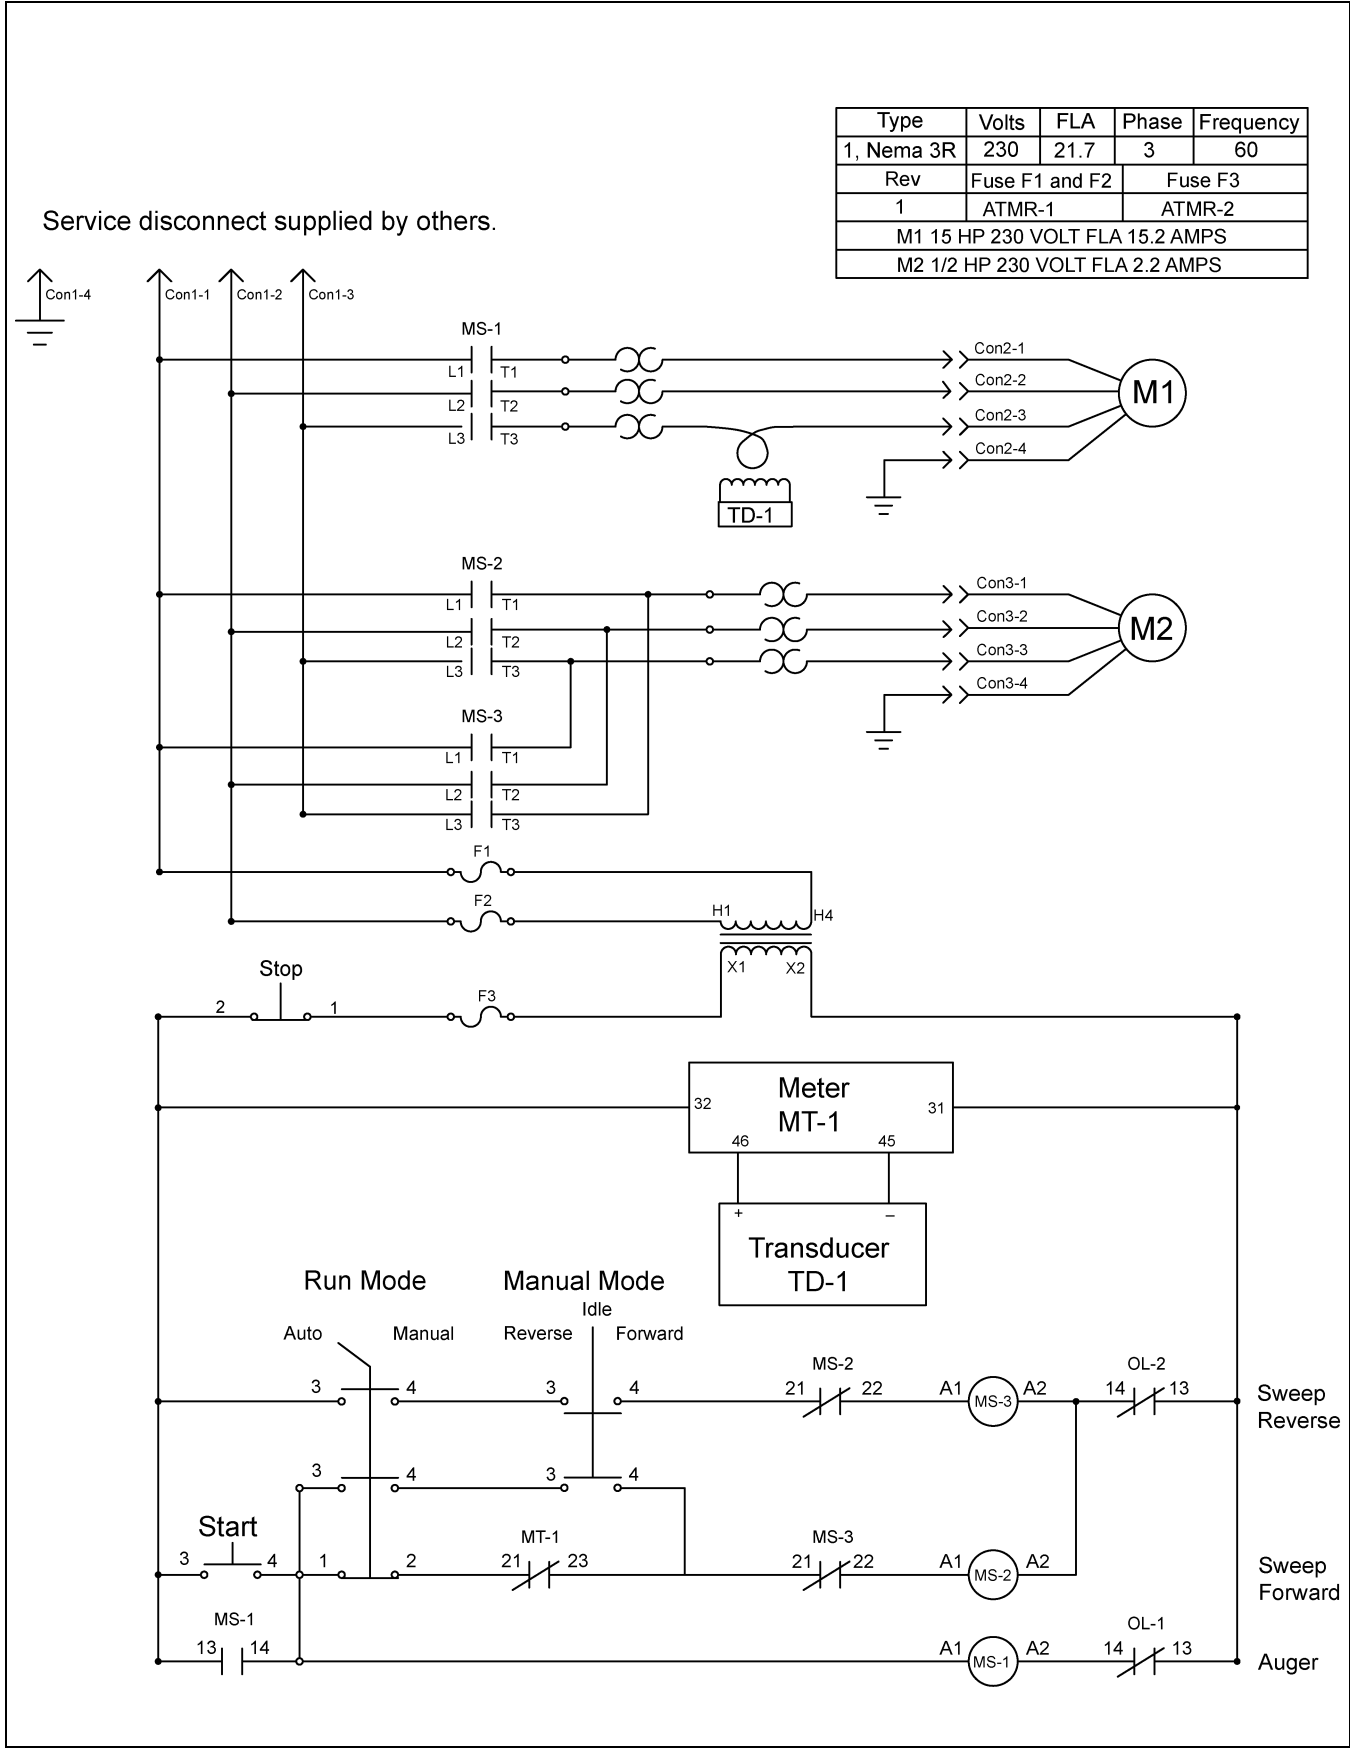 Type Volts FLA Phase Frequency
1, Nema 3R 230 21.7 3 60
Rev Fuse F1 and F2 Fuse F3
1 ATMR-1 ATMR-2
M1 15 HP 230 VOLT FLA 15.2 AMPS
M2 1/2 HP 230 VOLT FLA 2.2 AMPS
Service disconnect supplied by others.
Con1-4 Con1-1 Con1-2 Con1-3
MS-1
L1 T1 Con2-1
L2 T2 Con2-2
L3 T3 Con2-3
Con2-4
M1
TD-1
MS-2
L1 T1 Con3-1
L2 T2 Con3-2
L3 T3 Con3-3
Con3-4
M2
MS-3
L1 T1
L2 T2
L3 T3
F1
F2
H1 H4
X1 X2
Stop
2 1 F3
Meter
MT-1
32 31
46 45
+ –
Transducer
TD-1
Run Mode Manual Mode
Idle
Auto Manual Reverse Forward
MS-2 OL-2
3 4 3 4 21 22 A1 MS-3 A2 14 13
Sweep
Reverse
3 4 3 4
Start MT-1 MS-3
3 4 1 2 21 23 21 22 A1 MS-2 A2
Sweep
Forward
MS-1 OL-1
13 14 A1 MS-1 A2 14 13
Auger